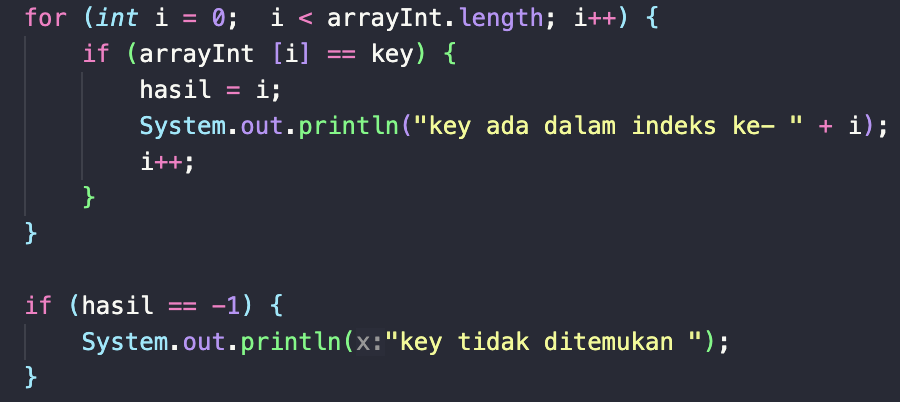 for (int i = 0;  i < arrayInt.length; i++) {
    if (arrayInt [i] == key) {
        hasil = i;
        System.out.println("key ada dalam indeks ke- " + i);
        i++;
    }
}

if (hasil == -1) {
    System.out.println(x:"key tidak ditemukan ");
}